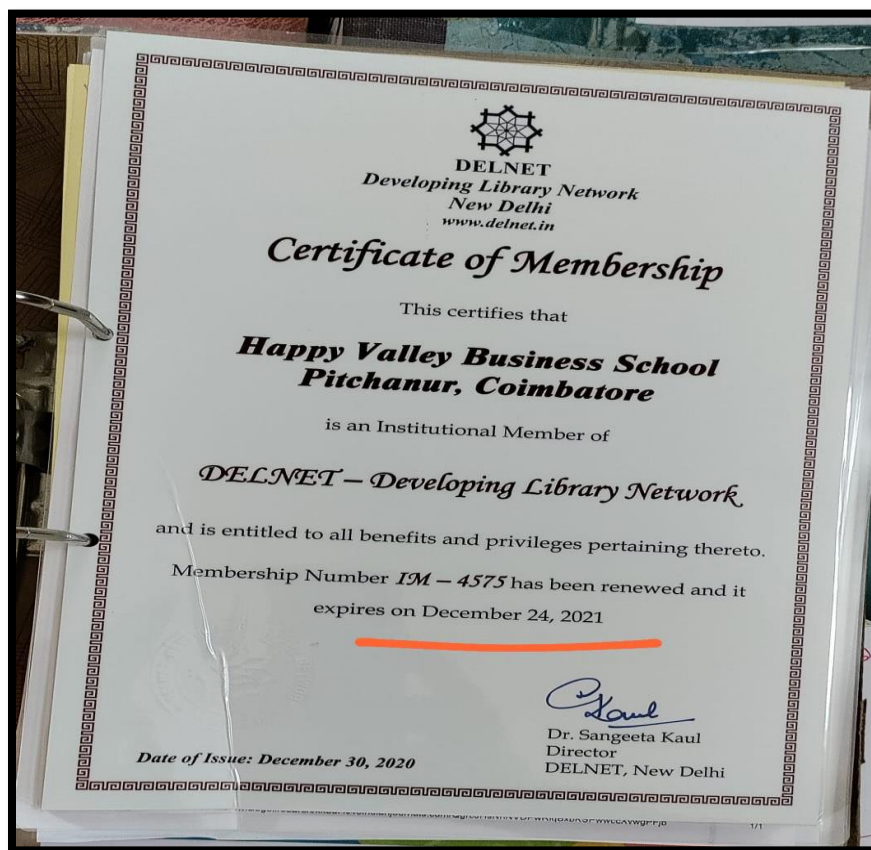 DELNET
Developing Library Network
New Delhi
www.delnet.in
Certificate of Membership
This certifies that
Happy Valley Business School
Pitchanur, Coimbatore
is an Institutional Member of
DELNET – Developing Library Network
and is entitled to all benefits and privileges pertaining thereto.
Membership Number IM – 4575 has been renewed and it
expires on December 24, 2021
Kaul
Dr. Sangeeta Kaul
Director
DELNET, New Delhi
Date of Issue: December 30, 2020
1/1